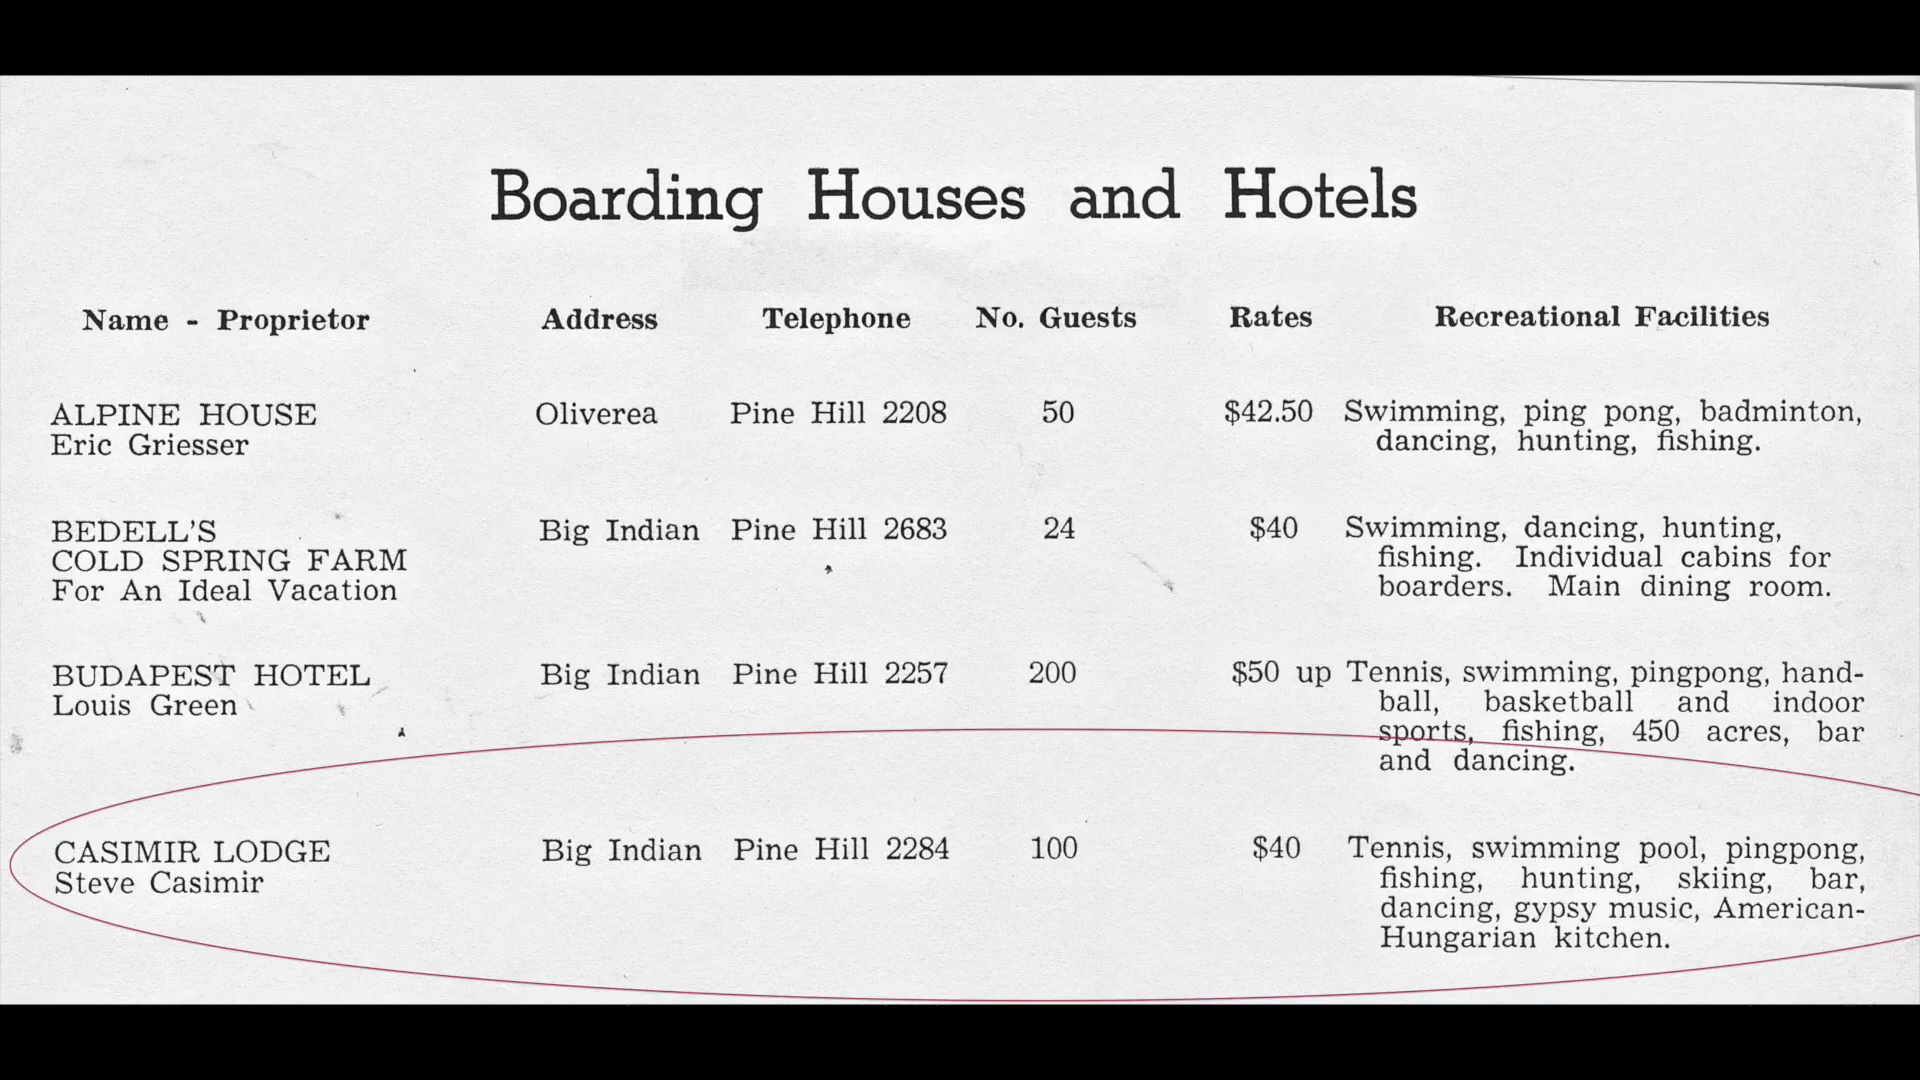 Boarding Houses and Hotels
Name - Proprietor Address Telephone No. Guests Rates Recreational Facilities
ALPINE HOUSE Oliverea Pine Hill 2208 50 $42.50 Swimming, ping pong, badminton,
Eric Griesser dancing, hunting, fishing.
BEDELL'S Big Indian Pine Hill 2683 24 $40 Swimming, dancing, hunting,
COLD SPRING FARM fishing. Individual cabins for
For An Ideal Vacation boarders. Main dining room.
BUDAPEST HOTEL Big Indian Pine Hill 2257 200 $50 up Tennis, swimming, pingpong, hand-
Louis Green ball, basketball and indoor
sports, fishing, 450 acres, bar
and dancing.
CASIMIR LODGE Big Indian Pine Hill 2284 100 $40 Tennis, swimming pool, pingpong,
Steve Casimir fishing, hunting, skiing, bar,
dancing, gypsy music, American-
Hungarian kitchen.